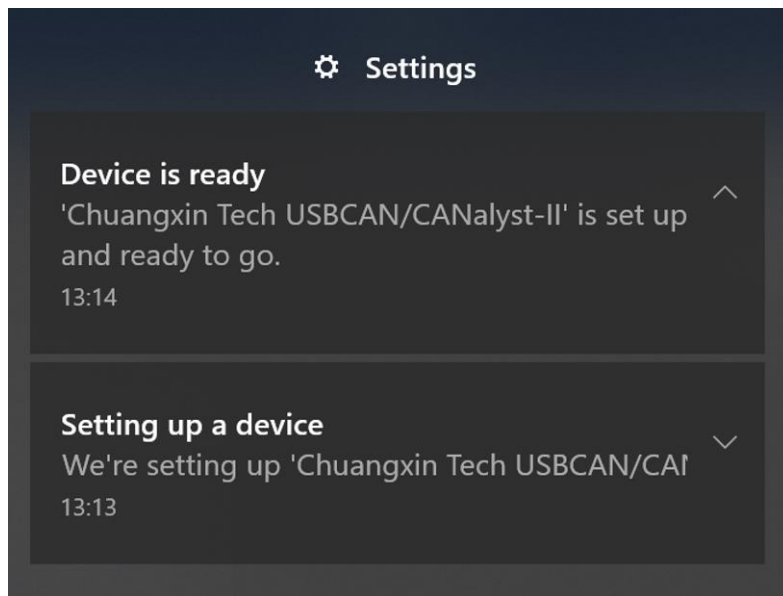 Settings
Device is ready
'Chuangxin Tech USBCAN/CANalyst-II' is set up
and ready to go.
13:14
Setting up a device
We're setting up 'Chuangxin Tech USBCAN/CAN
13:13